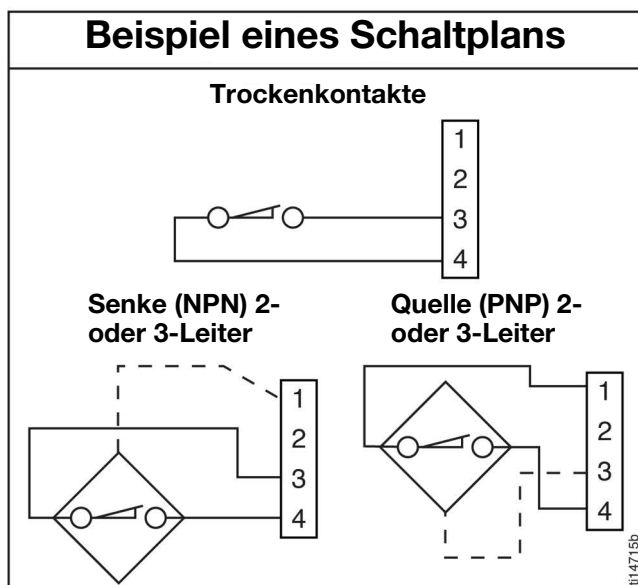 Beispiel eines Schaltplans
Trockenkontakte
1
2
3
4
Senke (NPN) 2-
oder 3-Leiter
1
2
3
4
Quelle (PNP) 2-
oder 3-Leiter
1
2
3
4
ti14715b